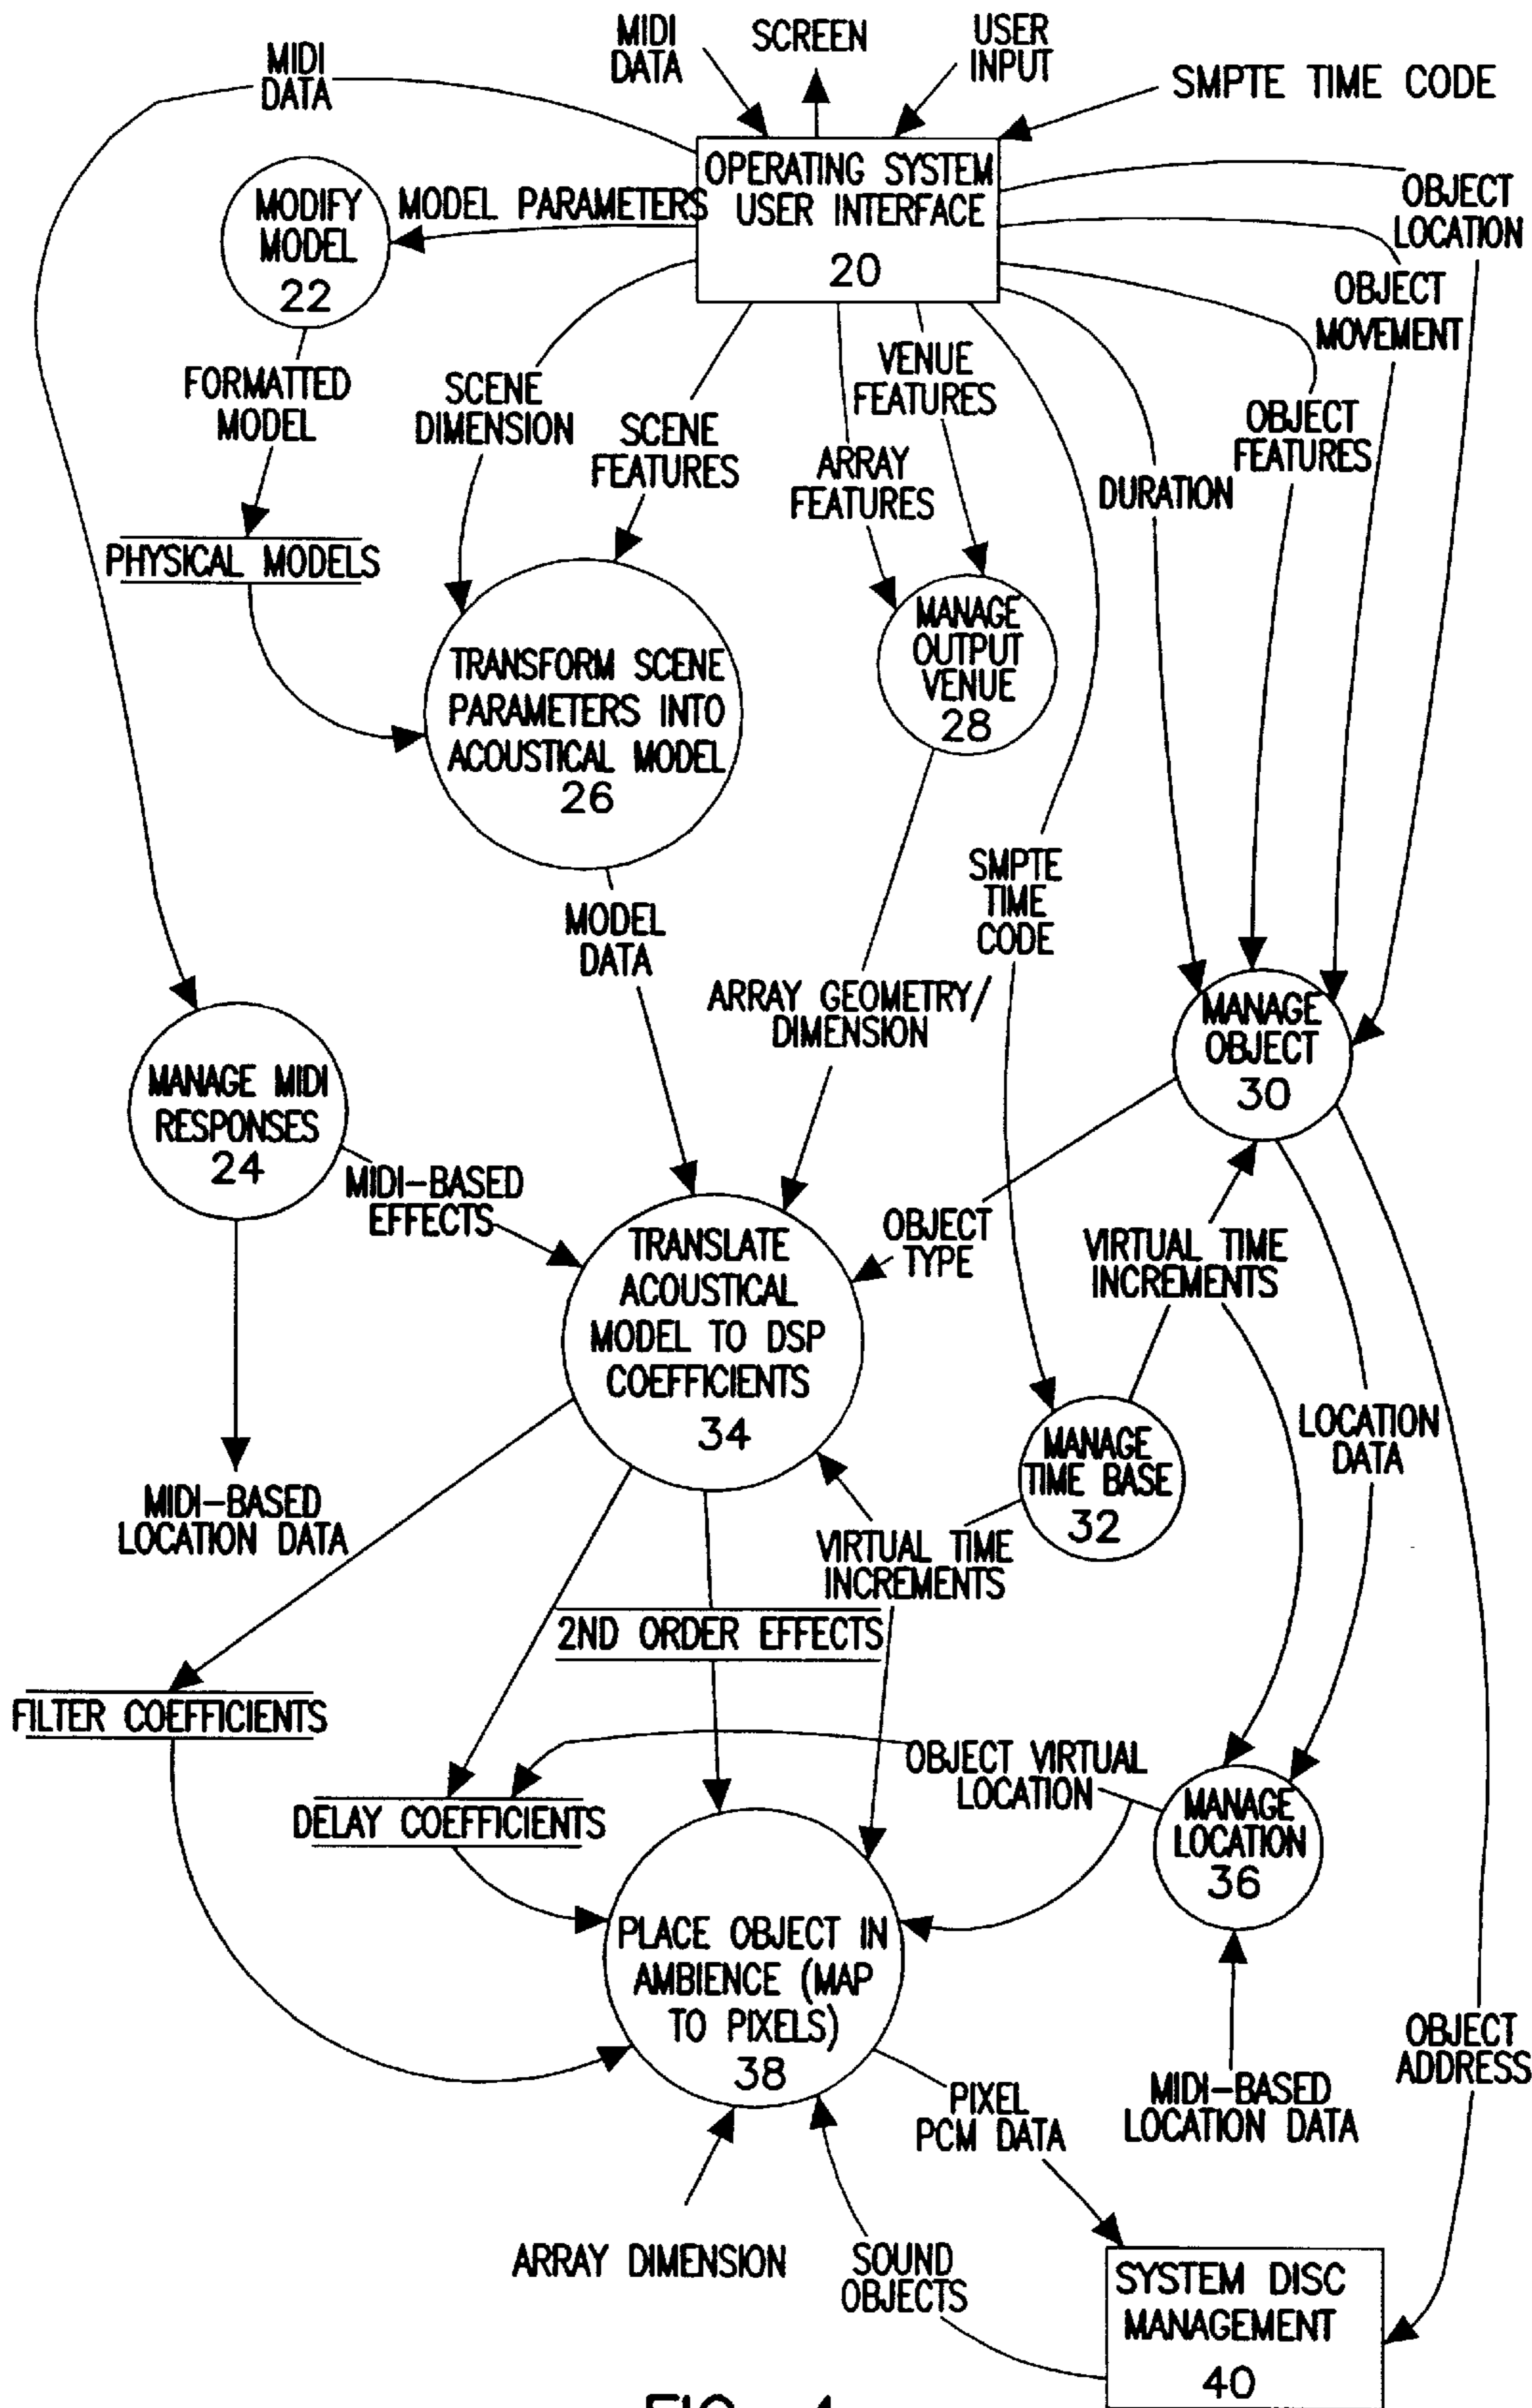 MIDI
DATA
SCREEN
USER
INPUT
MIDI
DATA
SMPTE TIME CODE
OPERATING SYSTEM
USER INTERFACE
20
OBJECT
LOCATION
MODIFY
MODEL
22
MODEL PARAMETERS
OBJECT
MOVEMENT
FORMATTED
MODEL
SCENE
DIMENSION
SCENE
FEATURES
VENUE
FEATURES
ARRAY
FEATURES
DURATION
OBJECT
FEATURES
PHYSICAL MODELS
TRANSFORM SCENE
PARAMETERS INTO
ACOUSTICAL MODEL
26
MANAGE
OUTPUT
VENUE
28
SMPTE
TIME
CODE
MODEL
DATA
ARRAY GEOMETRY/
DIMENSION
MANAGE
OBJECT
30
MANAGE MIDI
RESPONSES
24
MIDI-BASED
EFFECTS
OBJECT
TYPE
VIRTUAL TIME
INCREMENTS
TRANSLATE
ACOUSTICAL
MODEL TO DSP
COEFFICIENTS
34
LOCATION
DATA
MANAGE
TIME BASE
32
MIDI-BASED
LOCATION DATA
VIRTUAL TIME
INCREMENTS
2ND ORDER EFFECTS
FILTER COEFFICIENTS
OBJECT VIRTUAL
LOCATION
DELAY COEFFICIENTS
MANAGE
LOCATION
36
PLACE OBJECT IN
AMBIENCE (MAP
TO PIXELS)
38
OBJECT
ADDRESS
PIXEL
PCM DATA
MIDI-BASED
LOCATION DATA
ARRAY DIMENSION
SOUND
OBJECTS
SYSTEM DISC
MANAGEMENT
40